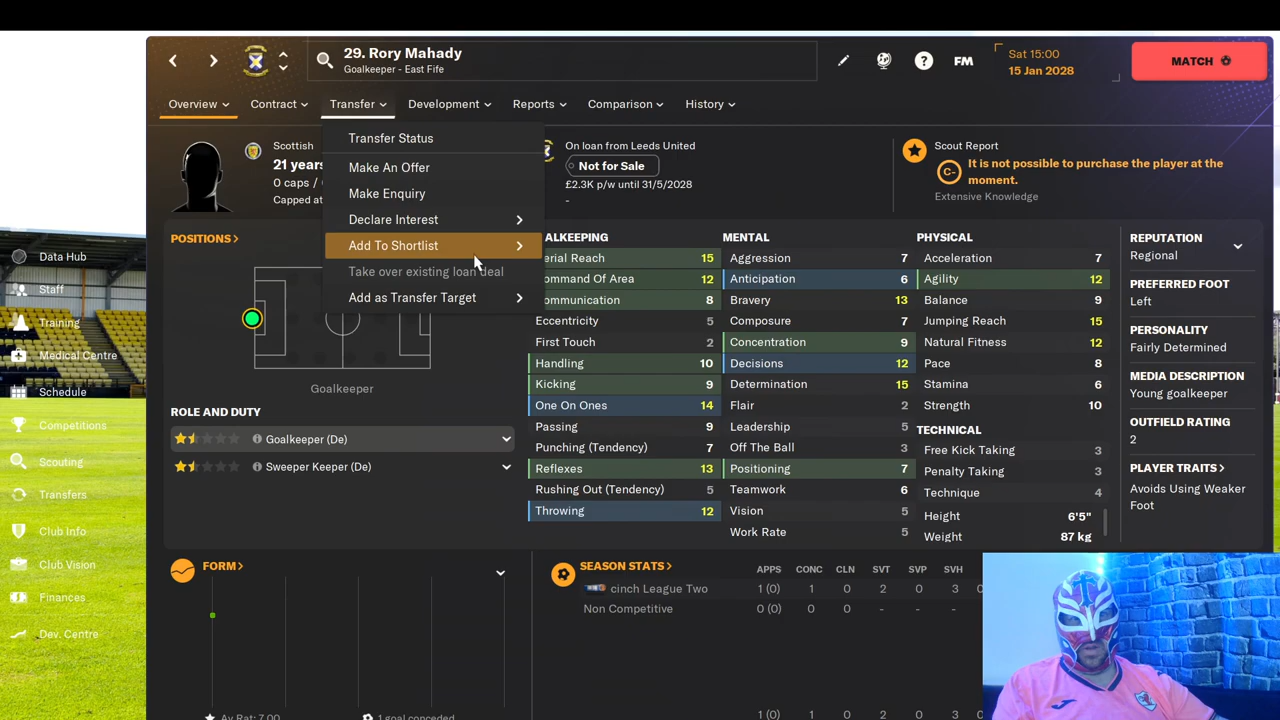 29. Rory Mahady
Goalkeeper - East Fife
FM
Sat 15:00
15 Jan 2028
MATCH
Overview
Contract
Transfer
Development
Reports
Comparison
History
Scottish
21 years
0 caps /
Capped at
Transfer Status
Make An Offer
Make Enquiry
Declare Interest
Add To Shortlist
Take over existing loan deal
Add as Transfer Target
On loan from Leeds United
Not for Sale
£2.3K p/w until 31/5/2028
-
Scout Report
C-
It is not possible to purchase the player at the
moment.
Extensive Knowledge
Data Hub
Staff
Training
Medical Centre
Schedule
Competitions
Scouting
Transfers
Club Info
Club Vision
Finances
Dev. Centre
POSITIONS
Goalkeeper
ROLE AND DUTY
Goalkeeper (De)
Sweeper Keeper (De)
OALKEEPING
erial Reach 15
ommand Of Area 12
ommunication 8
Eccentricity 5
First Touch 2
Handling 10
Kicking 9
One On Ones 14
Passing 9
Punching (Tendency) 7
Reflexes 13
Rushing Out (Tendency) 5
Throwing 12
MENTAL
Aggression 7
Anticipation 6
Bravery 13
Composure 7
Concentration 9
Decisions 12
Determination 15
Flair 2
Leadership 5
Off The Ball 3
Positioning 7
Teamwork 6
Vision 5
Work Rate 5
PHYSICAL
Acceleration 7
Agility 12
Balance 9
Jumping Reach 15
Natural Fitness 12
Pace 8
Stamina 6
Strength 10
TECHNICAL
Free Kick Taking 3
Penalty Taking 3
Technique 4
Height 6'5"
Weight 87 kg
REPUTATION
Regional
PREFERRED FOOT
Left
PERSONALITY
Fairly Determined
MEDIA DESCRIPTION
Young goalkeeper
OUTFIELD RATING
2
PLAYER TRAITS
Avoids Using Weaker
Foot
FORM
Av Rat: 7.00
1 goal conceded
SEASON STATS APPS CONC CLN SVT SVP SVH
cinch League Two 1 (0) 1 0 2 0 3
Non Competitive 0 (0) 0 0 - - -
1 (0) 1 0 2 0 3